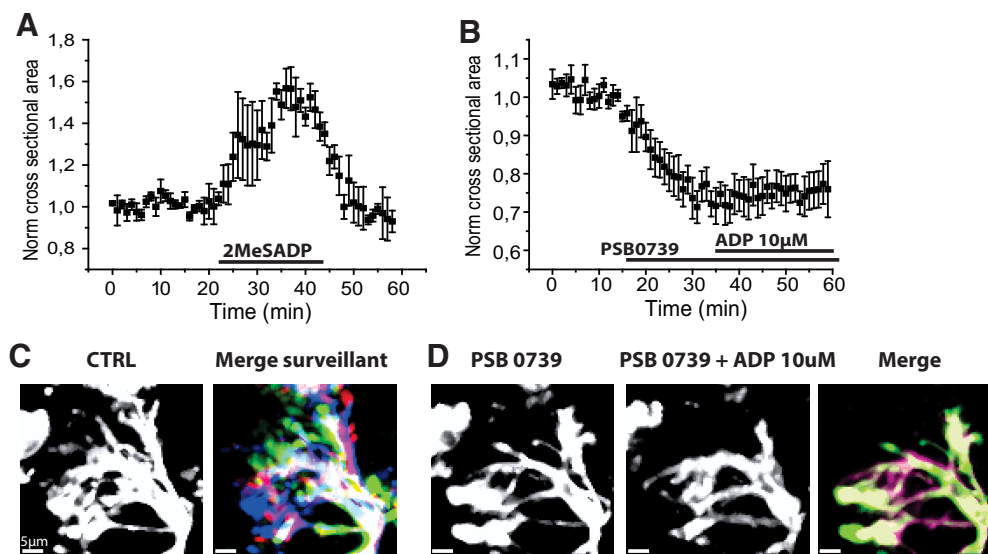 A
B
1,8
1,6
1,4
1,2
1,0
0,8
Norm cross sectional area
2MeSADP
0 10 20 30 40 50 60
Time (min)
1,1
1,0
0,9
0,8
0,7
0,6
Norm cross sectional area
PSB0739
ADP 10µM
0 10 20 30 40 50 60
Time (min)
C CTRL Merge surveillant
D PSB 0739 PSB 0739 + ADP 10uM Merge
5µm